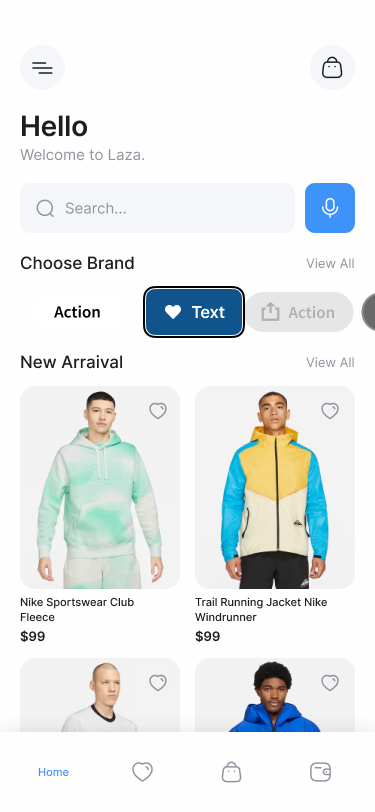 Hello
Welcome to Laza.
Search...
Choose Brand
View All
Action
Text
Action
New Arraival
View All
Nike Sportswear Club
Fleece
$99
Trail Running Jacket Nike
Windrunner
$99
Home